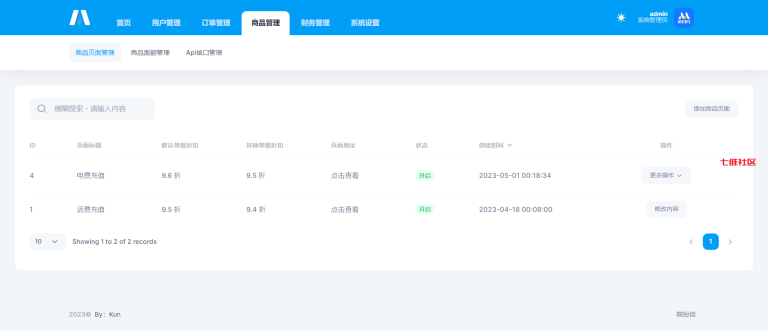 首页 用户管理 订单管理 商品管理 财务管理 系统设置 admin
系统管理员
商品页面管理 商品面额管理 Api接口管理
模糊搜索 - 请输入内容 添加商品页面
ID 页面标题 默认等级折扣 其他等级折扣 页面地址 状态 创建时间 操作
七旺社区
4 电费充值 9.6 折 9.5 折 点击查看 开启 2023-05-01 00:18:34 更多操作
1 话费充值 9.5 折 9.4 折 点击查看 开启 2023-04-18 00:08:00 修改内容
10 Showing 1 to 2 of 2 records 1
2023© By：Kun 微短信